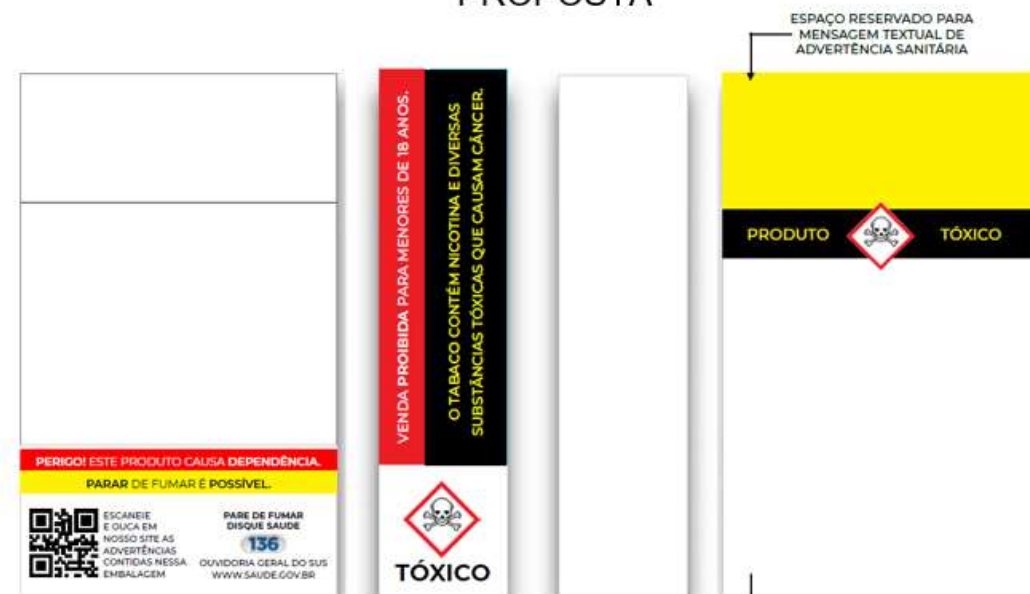 PROPOSTA
ESPAÇO RESERVADO PARA
MENSAGEM TEXTUAL DE
ADVERTÊNCIA SANITÁRIA
PERIGO! ESTE PRODUTO CAUSA DEPENDÊNCIA.
PARAR DE FUMAR É POSSÍVEL.
ESCANEIE
E OUCA EM
NOSSO SITE AS
ADVERTÊNCIAS
CONTIDAS NESSA
EMBALAGEM
PARE DE FUMAR
DISQUE SAUDE
136
OUVIDORIA GERAL DO SUS
WWW.SAUDE.GOV.BR
VENDA PROIBIDA PARA MENORES DE 18 ANOS.
O TABACO CONTÉM NICOTINA E DIVERSAS
SUBSTÂNCIAS TÓXICAS QUE CAUSAM CÂNCER.
TÓXICO
PRODUTO TÓXICO